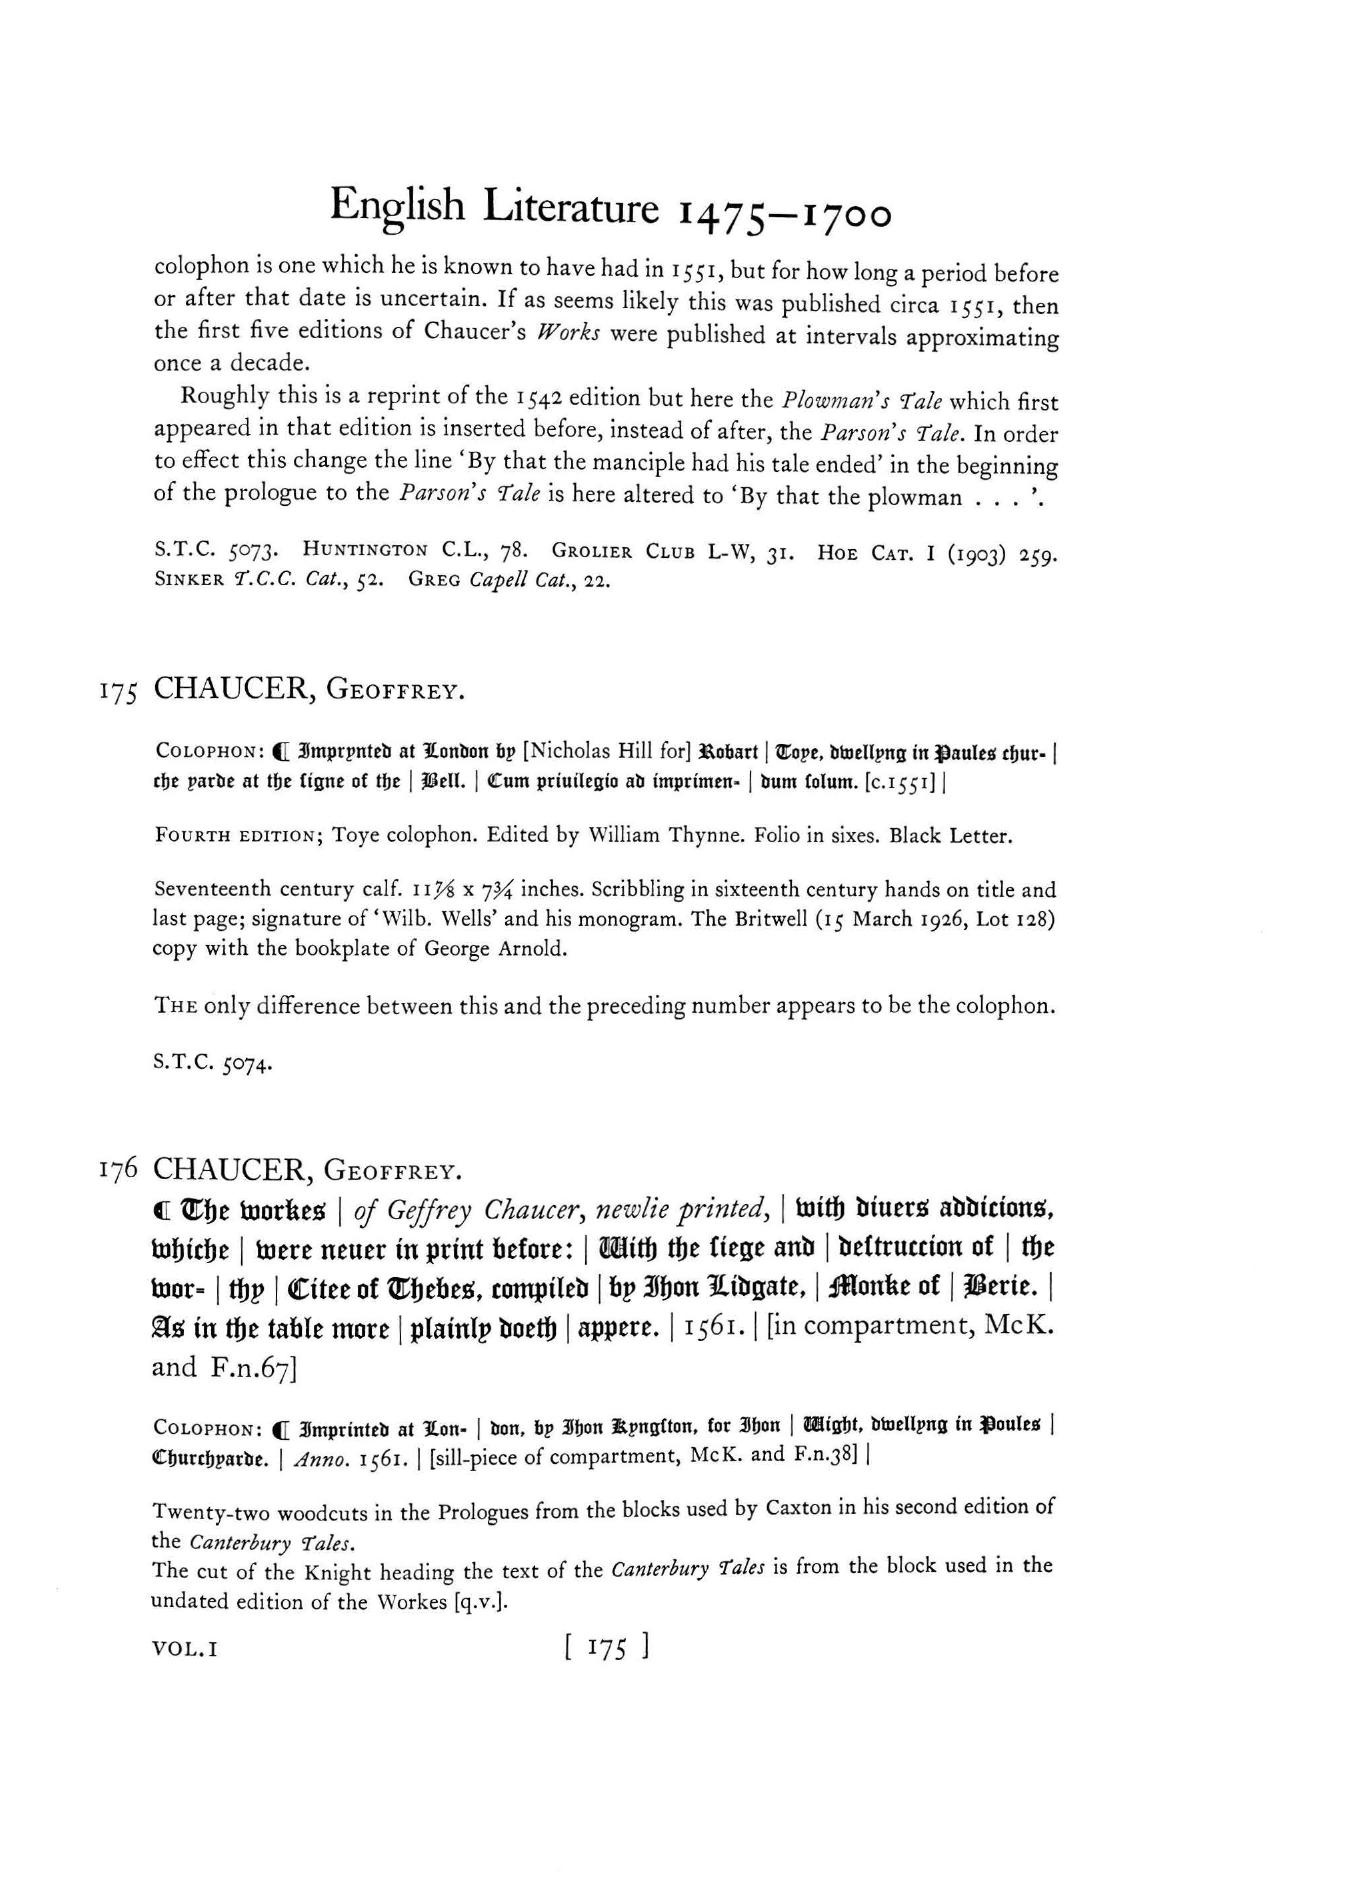 English Literature 1475–1700
colophon is one which he is known to have had in 1551, but for how long a period before
or after that date is uncertain. If as seems likely this was published circa 1551, then
the first five editions of Chaucer's Works were published at intervals approximating
once a decade.
Roughly this is a reprint of the 1542 edition but here the Plowman's Tale which first
appeared in that edition is inserted before, instead of after, the Parson's Tale. In order
to effect this change the line ‘By that the manciple had his tale ended’ in the beginning
of the prologue to the Parson's Tale is here altered to ‘By that the plowman . . . ’.
S.T.C. 5073. HUNTINGTON C.L., 78. GROLIER CLUB L-W, 31. HOE CAT. I (1903) 259.
SINKER T.C.C. Cat., 52. GREG Capell Cat., 22.
175 CHAUCER, GEOFFREY.
COLOPHON: ⁋ Imprynted at London by [Nicholas Hill for] Robart | Toye, dwellyng in Paules chur- |
che yarde at the ſigne of the | Bell. | Cum priuilegio ad imprimen- | dum ſolum. [c.1551] |
FOURTH EDITION; Toye colophon. Edited by William Thynne. Folio in sixes. Black Letter.
Seventeenth century calf. 11⅞ x 7¾ inches. Scribbling in sixteenth century hands on title and
last page; signature of ‘Wilb. Wells’ and his monogram. The Britwell (15 March 1926, Lot 128)
copy with the bookplate of George Arnold.
THE only difference between this and the preceding number appears to be the colophon.
S.T.C. 5074.
176 CHAUCER, GEOFFREY.
¶ The workes | of Geffrey Chaucer, newlie printed, | with diuers addicions,
whiche | were neuer in print before: | With the ſiege and | deſtruccion of | the
wor- | thy | Citee of Thebes, compiled | by Jhon Lidgate, | Monke of | Berie. |
As in the table more | plainly doeth | appere. | 1561. | [in compartment, McK.
and F.n.67]
COLOPHON: ⁋ Imprinted at Lon- | don, by Jhon Kyngſton, for Jhon | Wight, dwellyng in Poules |
Churchyarde. | Anno. 1561. | [sill-piece of compartment, McK. and F.n.38] |
Twenty-two woodcuts in the Prologues from the blocks used by Caxton in his second edition of
the Canterbury Tales.
The cut of the Knight heading the text of the Canterbury Tales is from the block used in the
undated edition of the Workes [q.v.].
VOL.I [ 175 ]